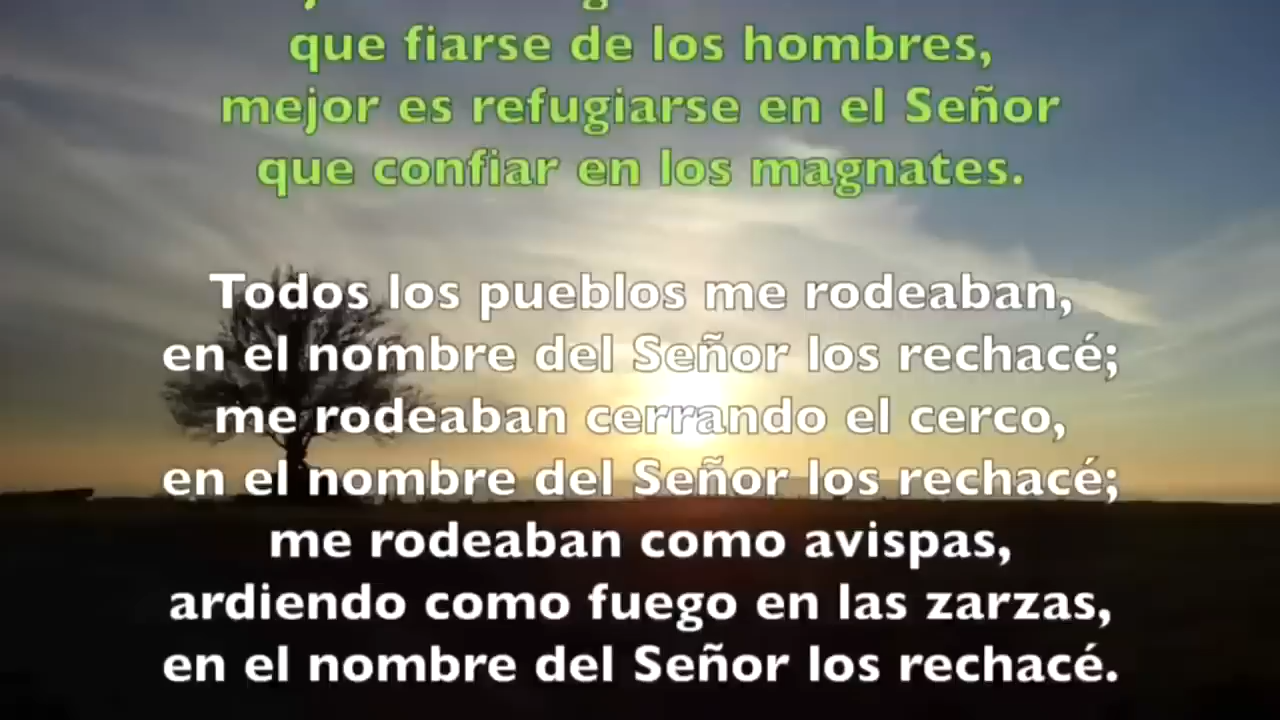 que fiarse de los hombres,
mejor es refugiarse en el Señor
que confiar en los magnates.
Todos los pueblos me rodeaban,
en el nombre del Señor los rechacé;
me rodeaban cerrando el cerco,
en el nombre del Señor los rechacé;
me rodeaban como avispas,
ardiendo como fuego en las zarzas,
en el nombre del Señor los rechacé.